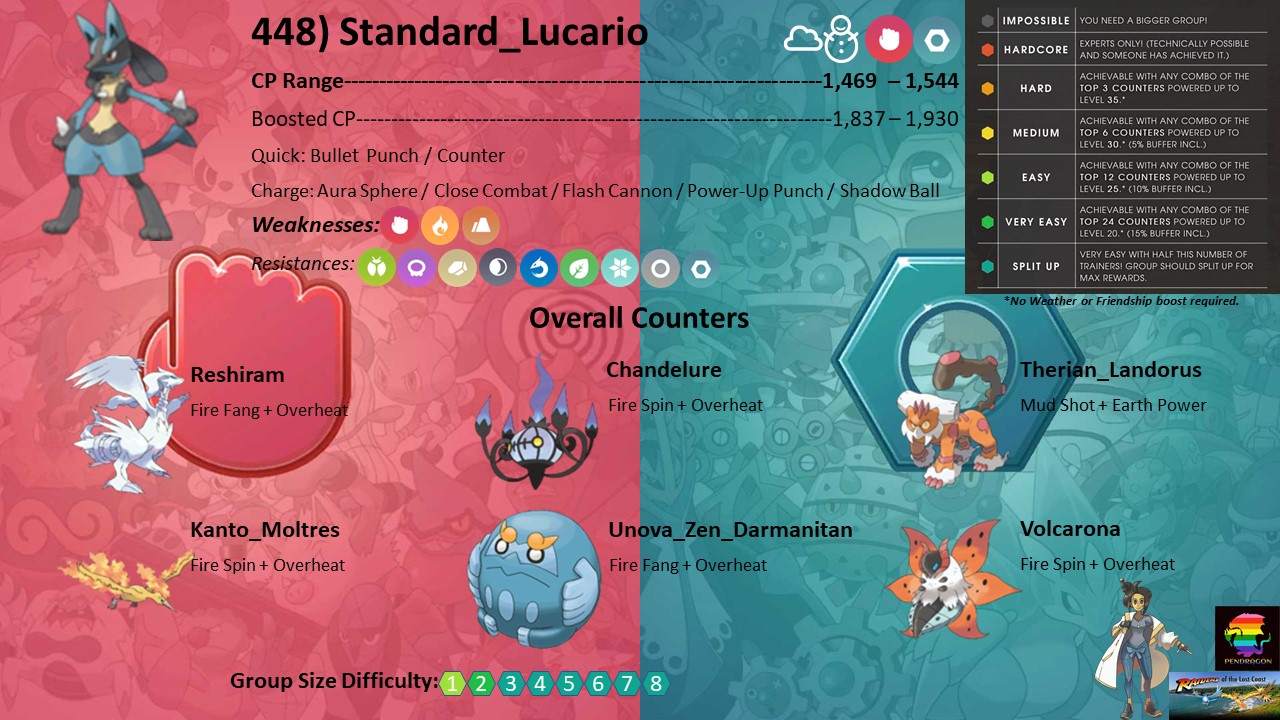 448) Standard_Lucario
CP Range--------------------------------------------------------------------1,469 – 1,544
Boosted CP--------------------------------------------------------------------1,837 – 1,930
Quick: Bullet Punch / Counter
Charge: Aura Sphere / Close Combat / Flash Cannon / Power-Up Punch / Shadow Ball
Weaknesses:
Resistances:
IMPOSSIBLE YOU NEED A BIGGER GROUP!
HARDCORE EXPERTS ONLY! (TECHNICALLY POSSIBLE
AND SOMEONE HAS ACHIEVED IT.)
HARD ACHIEVABLE WITH ANY COMBO OF THE
TOP 3 COUNTERS POWERED UP TO
LEVEL 35.*
MEDIUM ACHIEVABLE WITH ANY COMBO OF THE
TOP 6 COUNTERS POWERED UP TO
LEVEL 30.* (5% BUFFER INCL.)
EASY ACHIEVABLE WITH ANY COMBO OF THE
TOP 12 COUNTERS POWERED UP TO
LEVEL 25.* (10% BUFFER INCL.)
VERY EASY ACHIEVABLE WITH ANY COMBO OF THE
TOP 24 COUNTERS POWERED UP TO
LEVEL 20.* (15% BUFFER INCL.)
SPLIT UP VERY EASY WITH HALF THIS NUMBER OF
TRAINERS! GROUP SHOULD SPLIT UP FOR
MAX REWARDS.
*No Weather or Friendship boost required.
Overall Counters
Reshiram
Fire Fang + Overheat
Chandelure
Fire Spin + Overheat
Therian_Landorus
Mud Shot + Earth Power
Kanto_Moltres
Fire Spin + Overheat
Unova_Zen_Darmanitan
Fire Fang + Overheat
Volcarona
Fire Spin + Overheat
Group Size Difficulty: 1 2 3 4 5 6 7 8
PENDRAGON
RAIDERS of the Lost Coast